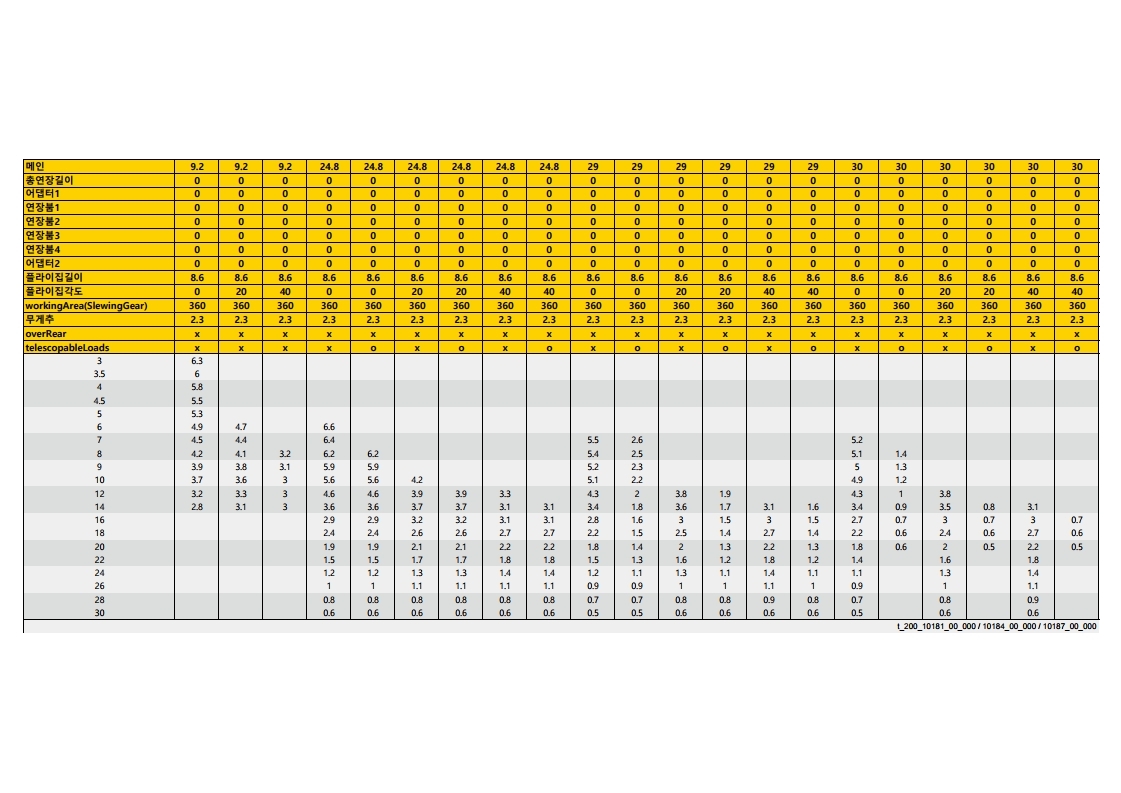 메인 9.2 9.2 9.2 24.8 24.8 24.8 24.8 24.8 24.8 29 29 29 29 29 29 30 30 30 30 30 30
총연장길이 0 0 0 0 0 0 0 0 0 0 0 0 0 0 0 0 0 0 0 0 0
어댑터1 0 0 0 0 0 0 0 0 0 0 0 0 0 0 0 0 0 0 0 0 0
연장붐1 0 0 0 0 0 0 0 0 0 0 0 0 0 0 0 0 0 0 0 0 0
연장붐2 0 0 0 0 0 0 0 0 0 0 0 0 0 0 0 0 0 0 0 0 0
연장붐3 0 0 0 0 0 0 0 0 0 0 0 0 0 0 0 0 0 0 0 0 0
연장붐4 0 0 0 0 0 0 0 0 0 0 0 0 0 0 0 0 0 0 0 0 0
어댑터2 0 0 0 0 0 0 0 0 0 0 0 0 0 0 0 0 0 0 0 0 0
플라이집길이 8.6 8.6 8.6 8.6 8.6 8.6 8.6 8.6 8.6 8.6 8.6 8.6 8.6 8.6 8.6 8.6 8.6 8.6 8.6 8.6 8.6
플라이집각도 0 20 40 0 0 20 20 40 40 0 0 20 20 40 40 0 0 20 20 40 40
workingArea(SlewingGear) 360 360 360 360 360 360 360 360 360 360 360 360 360 360 360 360 360 360 360 360 360
무게추 2.3 2.3 2.3 2.3 2.3 2.3 2.3 2.3 2.3 2.3 2.3 2.3 2.3 2.3 2.3 2.3 2.3 2.3 2.3 2.3 2.3
overRear x x x x x x x x x x x x x x x x x x x x x
telescopableLoads x x x x o x o x o x o x o x o x o x o x o
3 6.3
3.5 6
4 5.8
4.5 5.5
5 5.3
6 4.9 4.7 6.6
7 4.5 4.4 6.4 5.5 2.6 5.2
8 4.2 4.1 3.2 6.2 6.2 5.4 2.5 5.1 1.4
9 3.9 3.8 3.1 5.9 5.9 5.2 2.3 5 1.3
10 3.7 3.6 3 5.6 5.6 4.2 5.1 2.2 4.9 1.2
12 3.2 3.3 3 4.6 4.6 3.9 3.9 3.3 4.3 2 3.8 1.9 4.3 1 3.8
14 2.8 3.1 3 3.6 3.6 3.7 3.7 3.1 3.1 3.4 1.8 3.6 1.7 3.1 1.6 3.4 0.9 3.5 0.8 3.1
16 2.9 2.9 3.2 3.2 3.1 3.1 2.8 1.6 3 1.5 3 1.5 2.7 0.7 3 0.7 3 0.7
18 2.4 2.4 2.6 2.6 2.7 2.7 2.2 1.5 2.5 1.4 2.7 1.4 2.2 0.6 2.4 0.6 2.7 0.6
20 1.9 1.9 2.1 2.1 2.2 2.2 1.8 1.4 2 1.3 2.2 1.3 1.8 0.6 2 0.5 2.2 0.5
22 1.5 1.5 1.7 1.7 1.8 1.8 1.5 1.3 1.6 1.2 1.8 1.2 1.4 1.6 1.8
24 1.2 1.2 1.3 1.3 1.4 1.4 1.2 1.1 1.3 1.1 1.4 1.1 1.1 1.3 1.4
26 1 1 1.1 1.1 1.1 1.1 0.9 0.9 1 1 1.1 1 0.9 1 1.1
28 0.8 0.8 0.8 0.8 0.8 0.8 0.7 0.7 0.8 0.8 0.9 0.8 0.7 0.8 0.9
30 0.6 0.6 0.6 0.6 0.6 0.6 0.5 0.5 0.6 0.6 0.6 0.6 0.5 0.6 0.6
t_200_10181_00_000 / 10184_00_000 / 10187_00_000